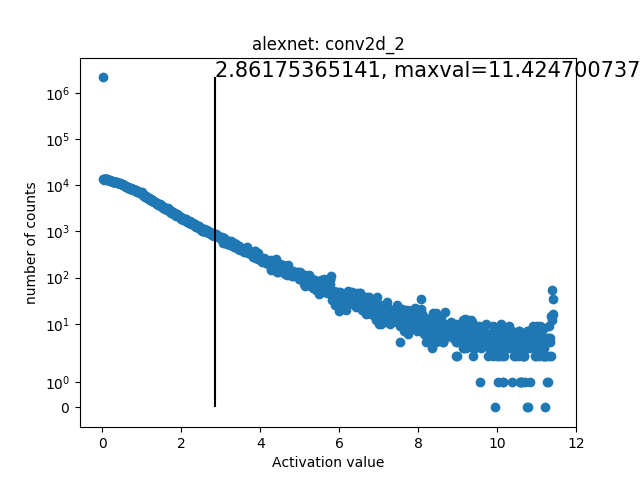 alexnet: conv2d_2
2.86175365141, maxval=11.424700737
10^6
10^5
10^4
10^3
10^2
10^1
10^0
0
number of counts
0 2 4 6 8 10 12
Activation value